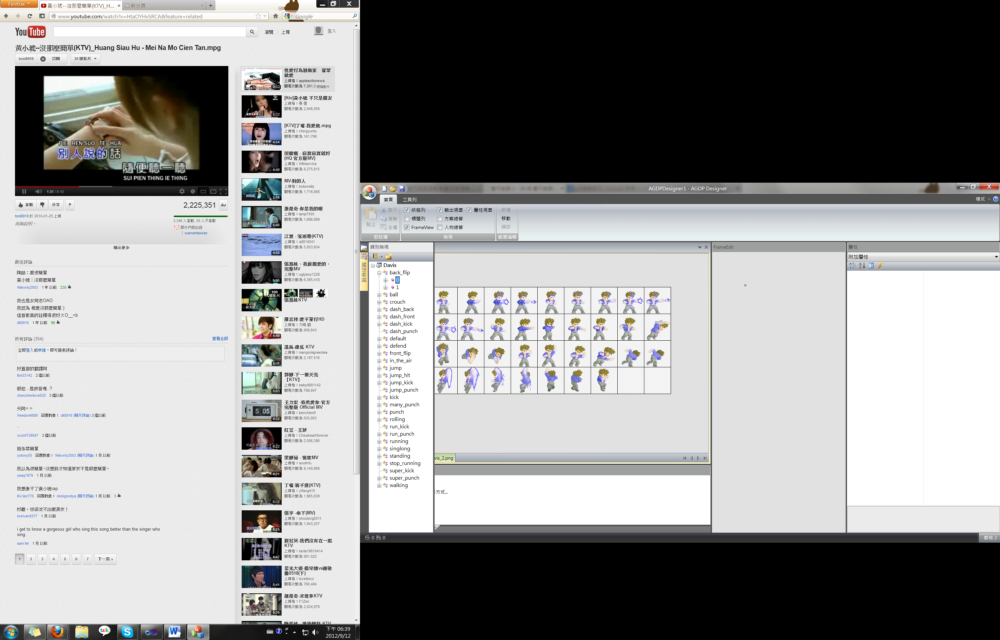 Firefox
黃小琥--沒那麼簡單(KTV)_H...
新分頁
www.youtube.com/watch?v=HtaOYHvSRCA&feature=related
Google
YouTube
瀏覽
上傳
登入
黃小琥--沒那麼簡單(KTV)_Huang Siau Hu - Mei Na Mo Cien Tan.mpg
toni6918
訂閱
26 部影片
PIE REN SUO TE HUA
別人說的話
隨便聽一聽
SUI PIEN THING IE THING
1:31 / 5:10
喜歡
分享
2,225,351
toni6918 於 2010-01-25 上傳
尚無說明。
3,346 人喜歡, 50 人不喜歡
部分內容出自
：warnertaiwan
顯示更多
最佳評論
陶喆：愛很簡單
黃小琥：沒那麼簡單
felixwty2003 1 年 以前 230
我也是女同志OAO
我認為 相愛沒那麼簡單:)
這首歌真的詮釋得很好ㄡO__<b
dit0916 1 年 以前 96
所有評論 (354)
查看全部
立即登入或申請，即可發表評論！
好直接的翻譯阿
lkm33142 2 週以前
那些...是拼音嗎..?
zhenzhenlove520 3 週以前
天阿= =
freedon6688 回覆對象： dit0916 (顯示評論) 3 週以前
..
wzmf136847 3 週以前
就係禁簡單
yotony55 回覆對象： felixwty2003 (顯示評論) 1 月 以前
我以為很簡單~沒想到才知道原來不是那麼簡單~
yeag1979 1 月 以前
我想像不了黃小琥rap
l0v3ac778 回覆對象： okokgoodya (顯示評論) 1 月 以前 3
好聽，但卻流不出眼淚來！
lwkivan9377 1 月 以前
i get to know a gorgeous girl who sing this song better than the singer who
sing..
sam lim 1 月 以前
1 2 3 4 5 6 7 下一頁 »
性愛行為藝術家 當眾
做愛
上傳者：appleactionews
觀看次數為 7,261,3 精選影片
0:33
[Ktv]黃小琥 不只是朋友
上傳者：哥 霆
觀看次數為 2,946,058
5:32
[KTV]丁噹-我愛他.mpg
上傳者：chingyuntu
觀看次數為 161,799
4:54
田馥甄 - 寂寞寂寞就好
(HQ 官方版MV)
上傳者：HIMservice
觀看次數為 8,275,815
4:40
MV-對的人
上傳者：bobonelly
觀看次數為 1,716,068
5:16
蕭煌奇-你是我的眼
上傳者：lamp7505
觀看次數為 1,686,899
5:48
江蕙 - 落雨聲(KTV)
上傳者：a8810041
觀看次數為 5,853,934
4:58
張惠妹．我最親愛的．
完整MV
上傳者：uglyboy1228
觀看次數為 6,365,418
5:06
100
部影片
張惠妹KTV
羅志祥-愛不單行HD
上傳者：力瑋 劉
觀看次數為 956,643
4:40
溫嵐-傻瓜 KTV
上傳者：mangomigreentea
觀看次數為 2,197,516
5:11
郭靜-下一個天亮
【KTV】
上傳者：baby9801142
觀看次數為 799,847
5:03
王力宏 -依然愛你-官方
完整版 Official MV
上傳者：benchien9
觀看次數為 635,803
4:32
紅豆 - 王菲
上傳者：Chinaheartforever
觀看次數為 2,506,390
4:22
梁靜茹 - 情歌MV
上傳者：southfu
觀看次數為 9,140,668
4:21
丁噹-猜不透(KTV)
上傳者：yifang415
觀看次數為 1,965,839
6:32
張宇 -傘下(MV)
上傳者：shoulong0511
觀看次數為 1,943,257
5:25
劉若英-我們沒有在一起
KTV
上傳者：karla19810414
觀看次數為 881,022
4:47
星光大道-楊宗緯vs蕭敬
騰0518(下)
上傳者：lovetkkcc
觀看次數為 780,484
8:41
蕭煌奇-末班車KTV
上傳者：F1Zen
觀看次數為 2,024,979
5:26
陳奕迅 - 愛情轉移 KTV
talk
下午 06:39
2012/9/12
AGDPDesigner1 - AGDP Designer
首頁
工具列
樣式
貼上
剪下
複製
全選
剪貼簿
狀態列
標題列
FrameView
輸出視窗
方案總管
人物總管
屬性視窗
檢視
新增
移動
縮放
範圍編輯
類別檢視
類別檢視
Davis
back_flip
0
1
ball
crouch
dash_back
dash_front
dash_kick
dash_punch
default
defend
front_flip
in_the_air
jump
jump_hit
jump_kick
jump_punch
kick
many_punch
punch
rolling
run_kick
run_punch
running
singlong
standing
stop_running
super_kick
super_punch
walking
vis_2.png
方式...
FrameEdit
屬性
附加屬性
行: 0 列: 0
窗格 2